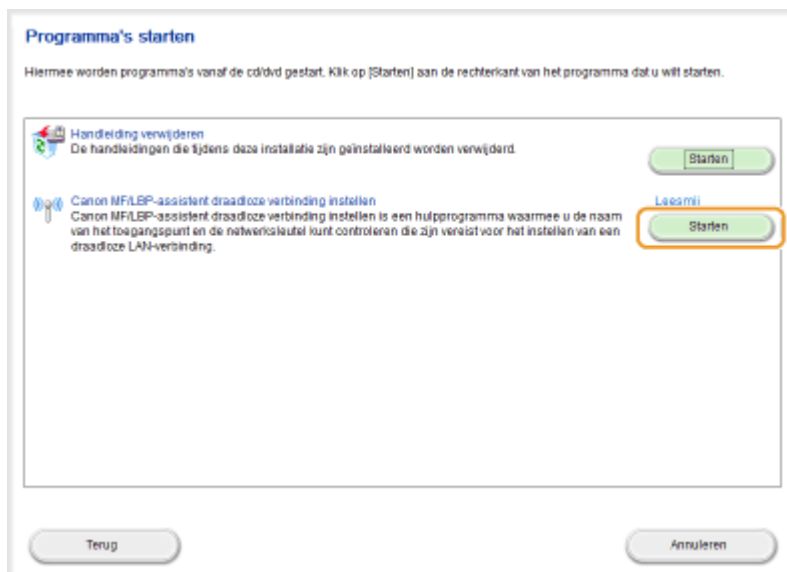 Programma's starten
Hiermee worden programma's vanaf de cd/dvd gestart. Klik op [Starten] aan de rechterkant van het programma dat u wilt starten.
Handleiding verwijderen
De handleidingen die tijdens deze installatie zijn geïnstalleerd worden verwijderd.
Starten
Canon MF/LBP-assistent draadloze verbinding instellen
Leesmij
Canon MF/LBP-assistent draadloze verbinding instellen is een hulpprogramma waarmee u de naam
van het toegangspunt en de netwerksleutel kunt controleren die zijn vereist voor het instellen van een
draadloze LAN-verbinding.
Starten
Terug
Annuleren